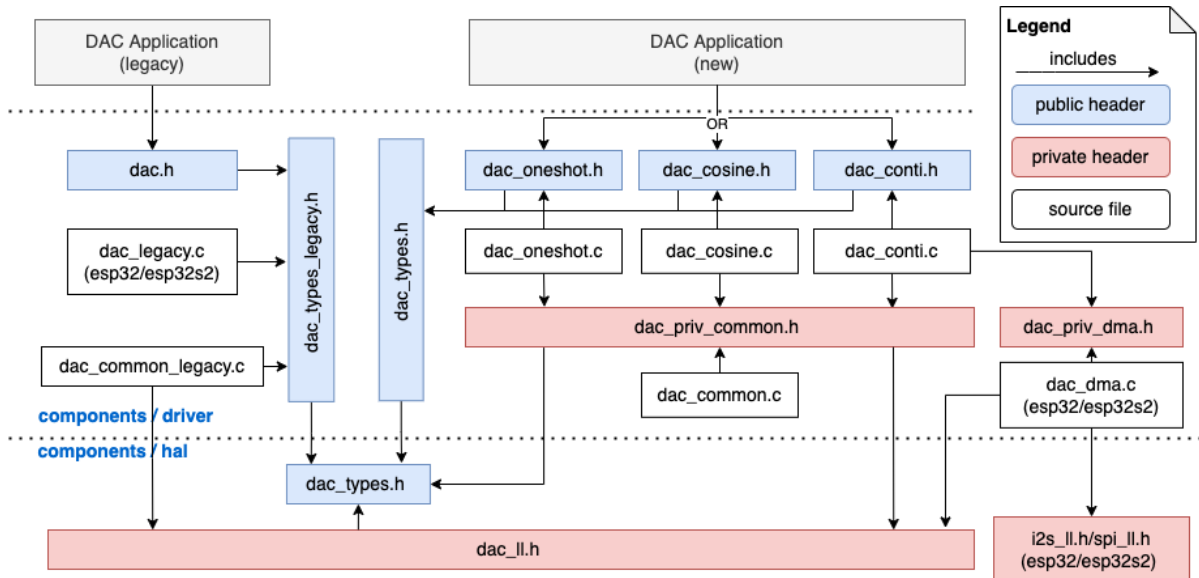 DAC Application
(legacy)
DAC Application
(new)
Legend
includes
public header
private header
source file
OR
dac.h
dac_types_legacy.h
dac_types.h
dac_oneshot.h
dac_cosine.h
dac_conti.h
dac_legacy.c
(esp32/esp32s2)
dac_oneshot.c
dac_cosine.c
dac_conti.c
dac_priv_common.h
dac_priv_dma.h
dac_common_legacy.c
dac_common.c
dac_dma.c
(esp32/esp32s2)
components / driver
components / hal
dac_types.h
dac_ll.h
i2s_ll.h/spi_ll.h
(esp32/esp32s2)